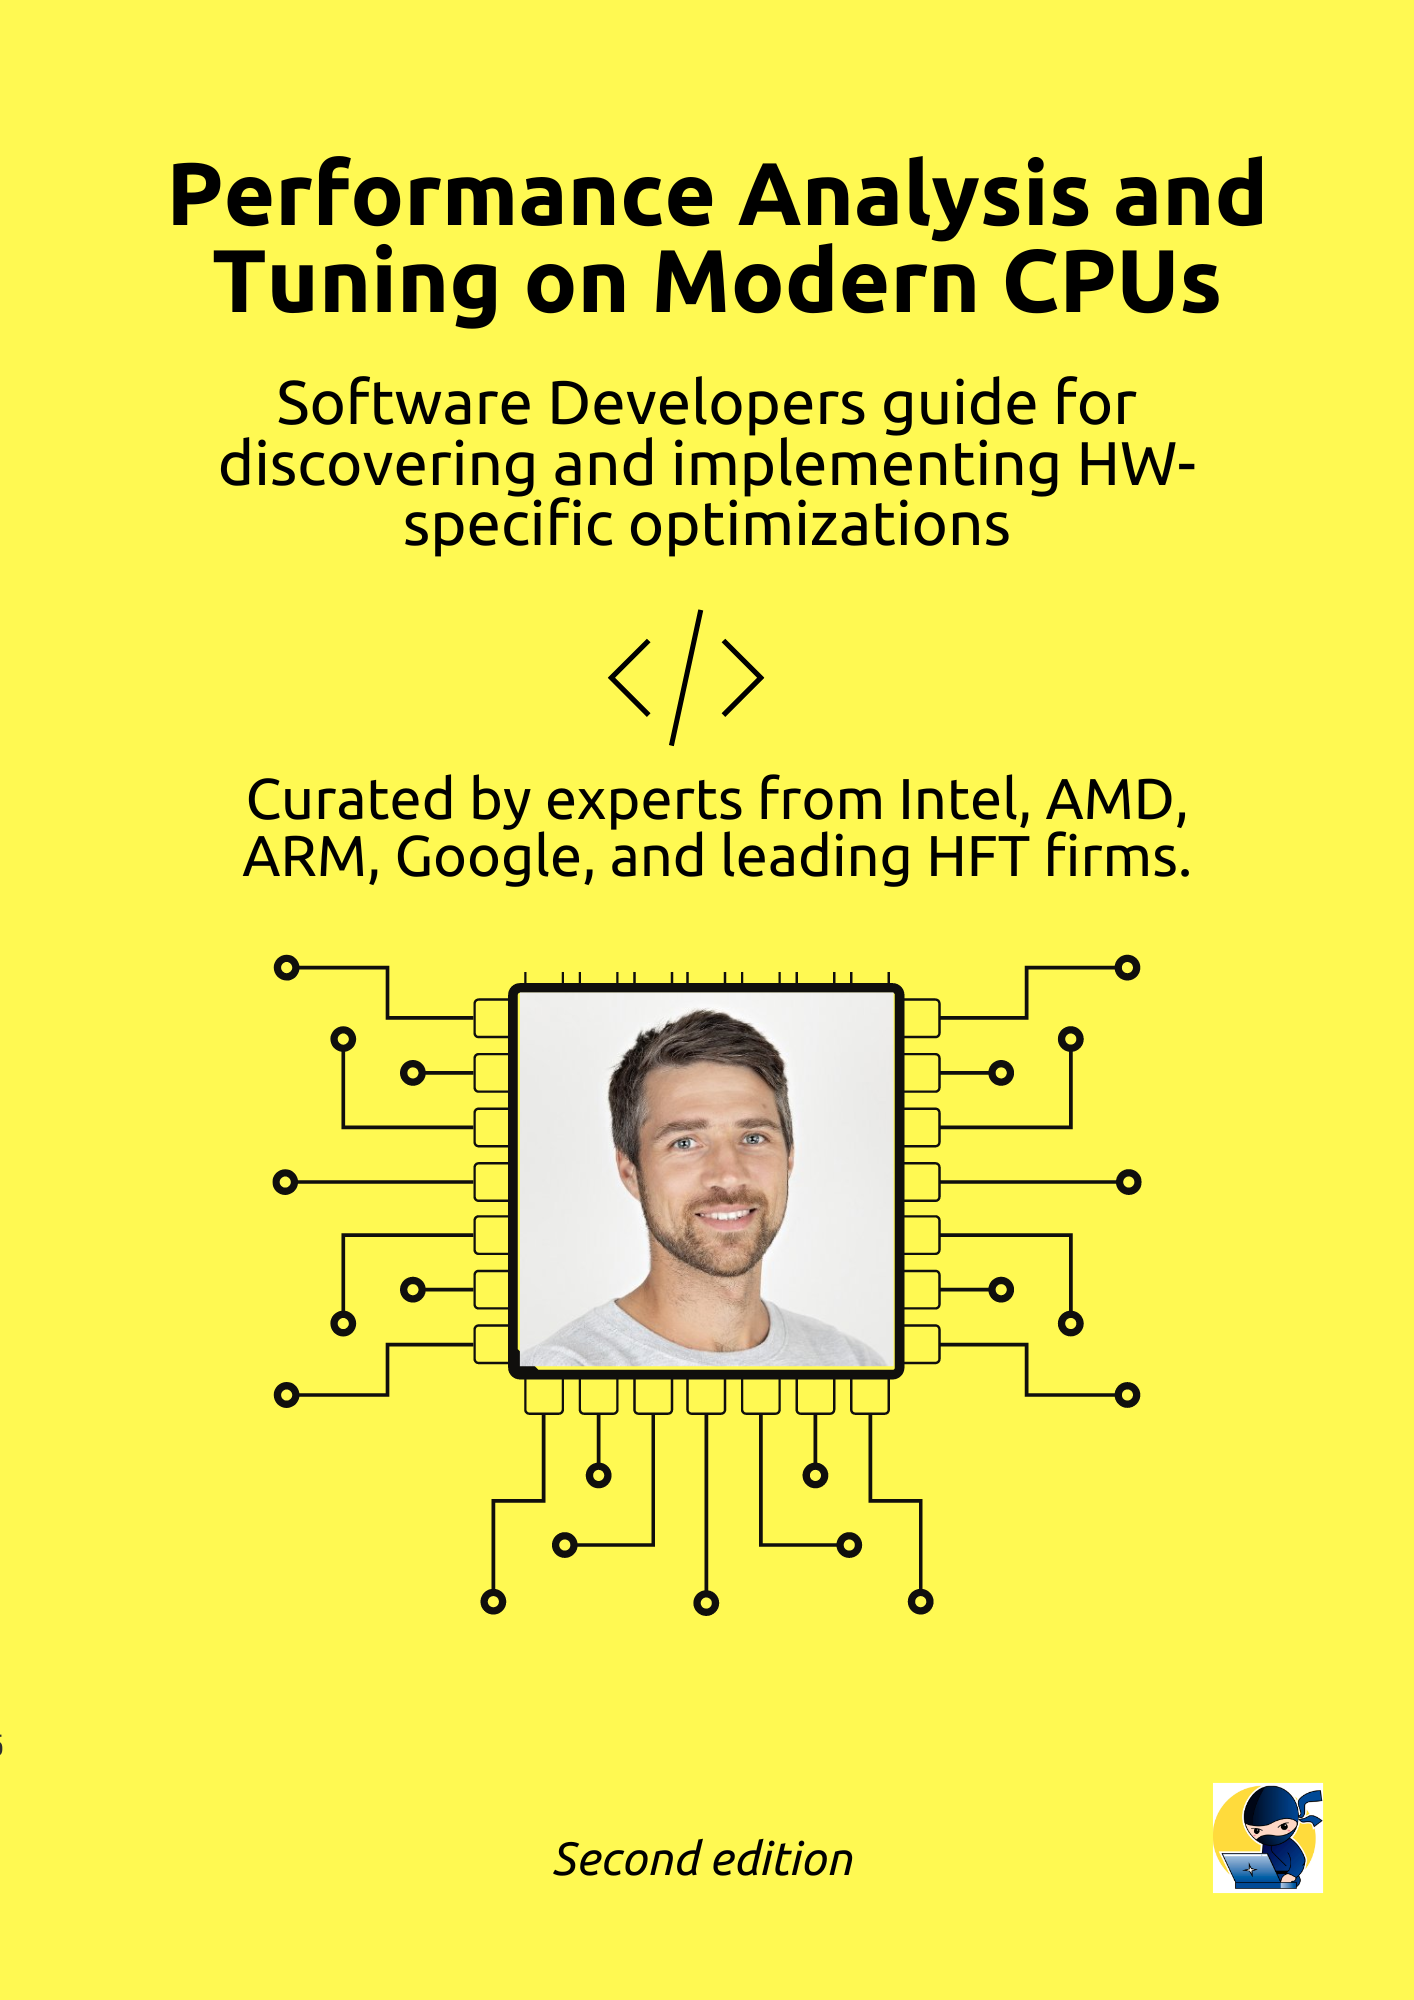 Performance Analysis and
Tuning on Modern CPUs
Software Developers guide for
discovering and implementing HW-
specific optimizations
</>
Curated by experts from Intel, AMD,
ARM, Google, and leading HFT firms.
Second edition